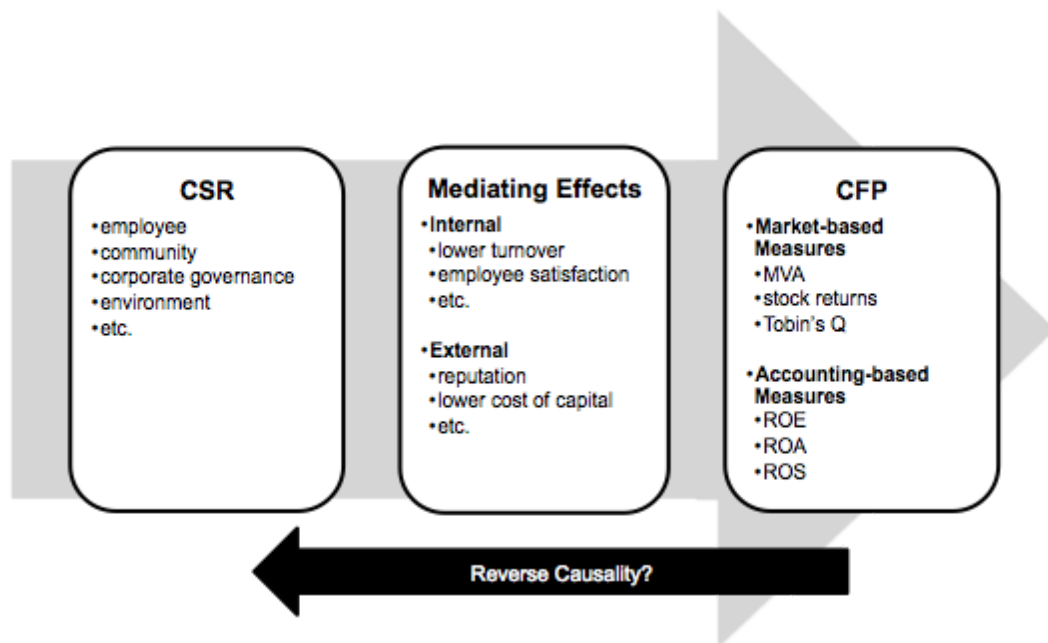 CSR
•employee
•community
•corporate governance
•environment
•etc.
Mediating Effects
•Internal
•lower turnover
•employee satisfaction
•etc.
•External
•reputation
•lower cost of capital
•etc.
CFP
•Market-based
Measures
•MVA
•stock returns
•Tobin's Q
•Accounting-based
Measures
•ROE
•ROA
•ROS
Reverse Causality?